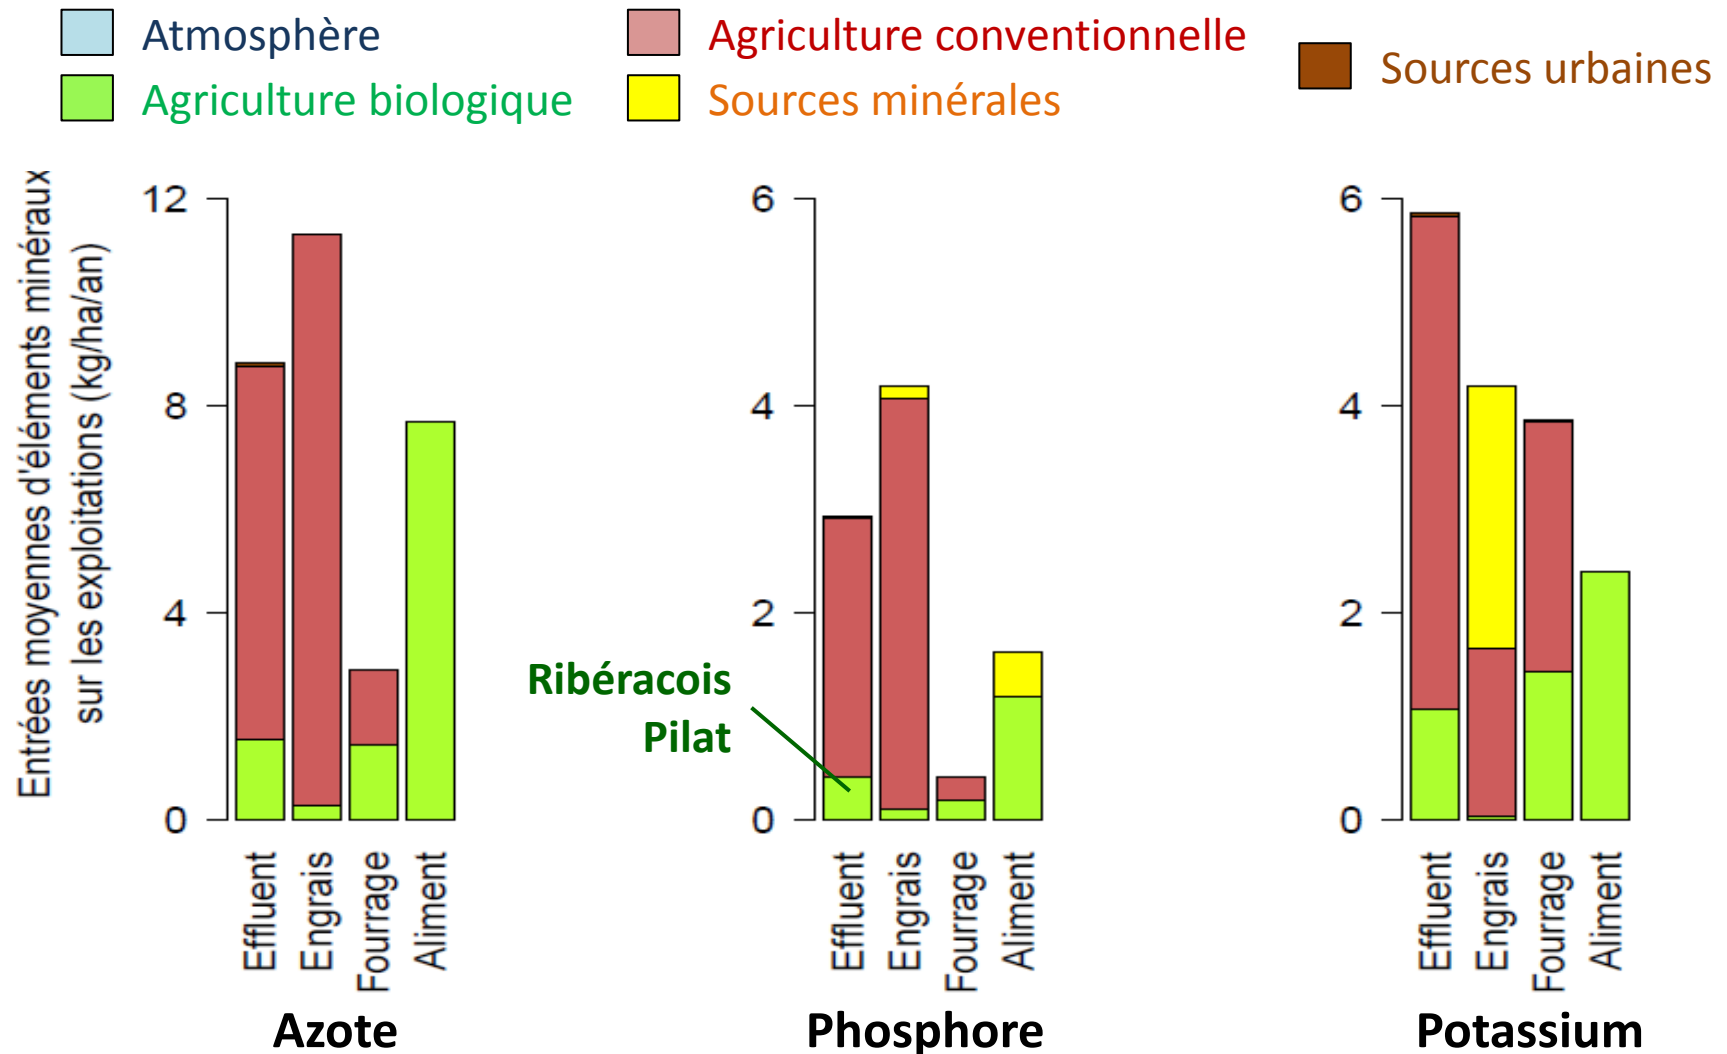 Atmosphère
Agriculture conventionnelle
Sources urbaines
Agriculture biologique
Sources minérales
Entrées moyennes d'éléments minéraux
sur les exploitations (kg/ha/an)
12
8
4
0
Effluent
Engrais
Fourrage
Aliment
Azote
6
4
2
0
Ribéracois
Pilat
Effluent
Engrais
Fourrage
Aliment
Phosphore
6
4
2
0
Effluent
Engrais
Fourrage
Aliment
Potassium